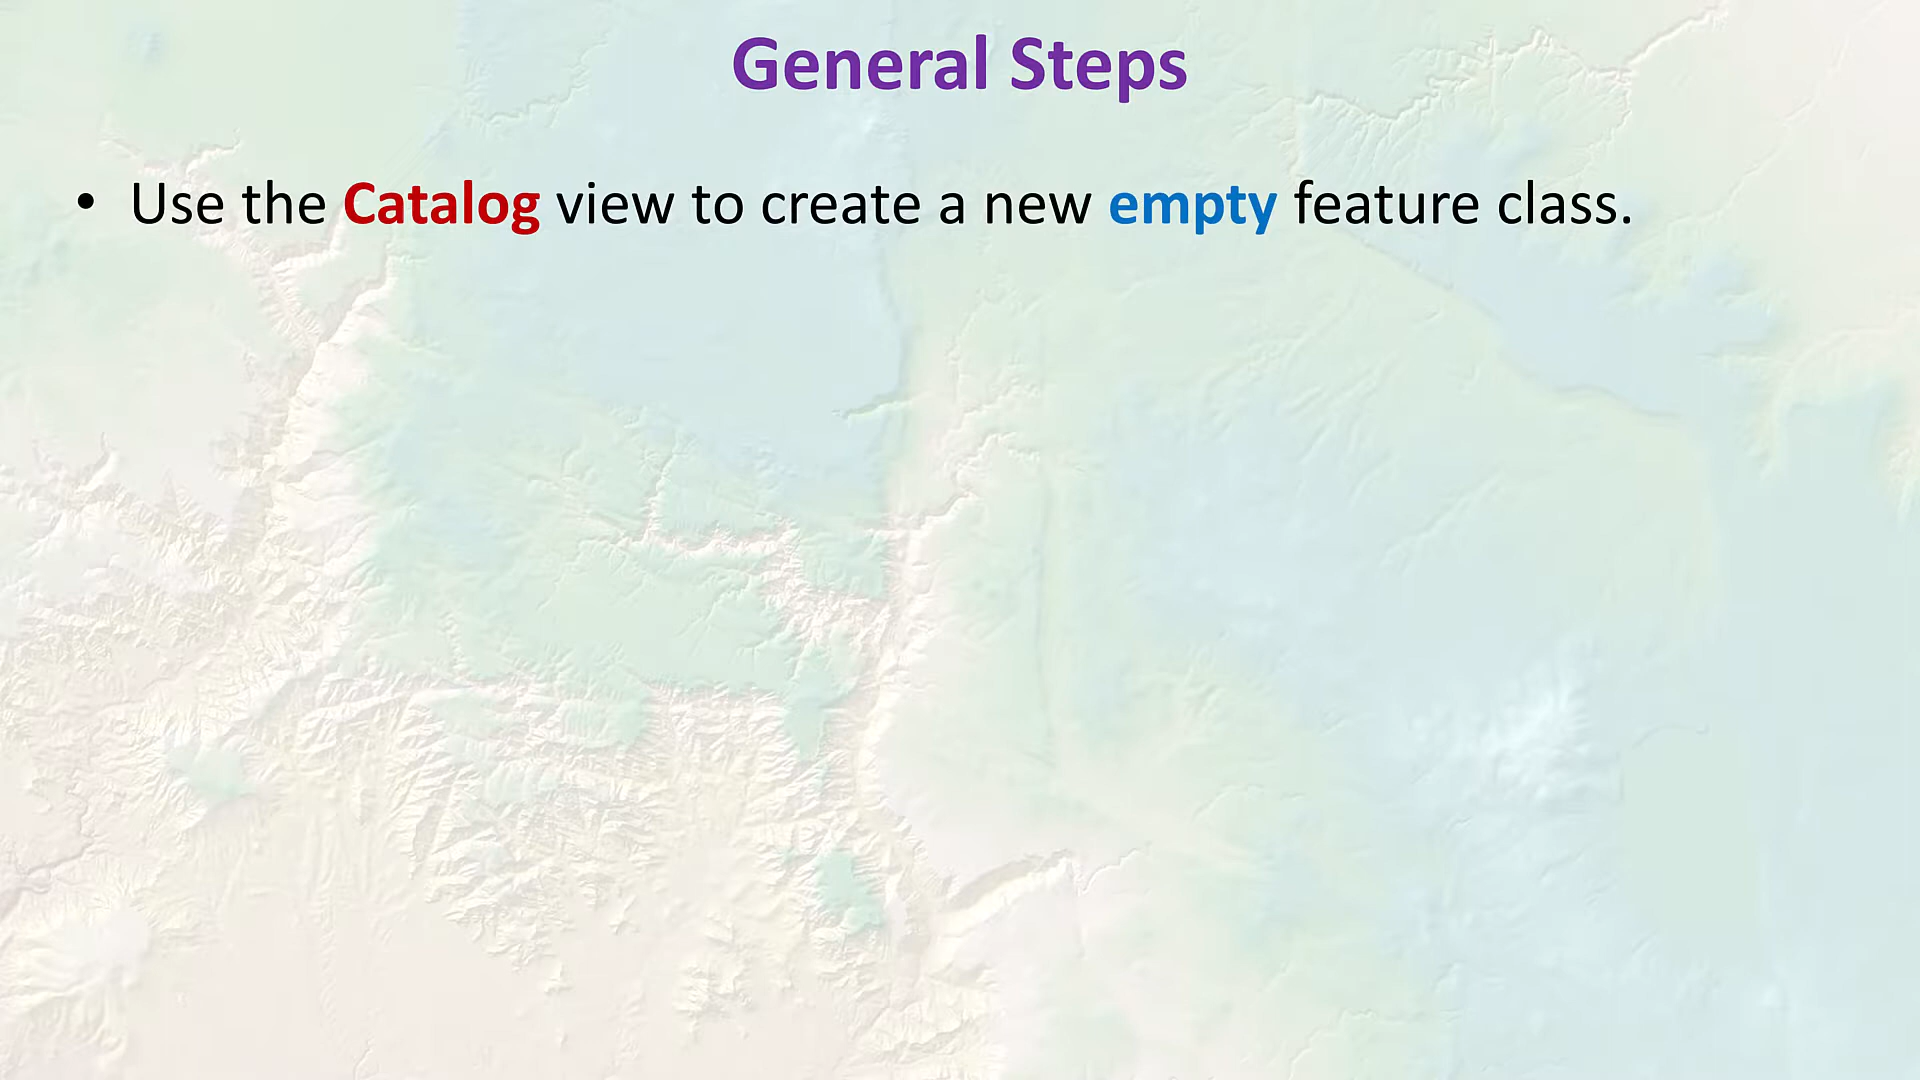 General Steps
• Use the Catalog view to create a new empty feature class.